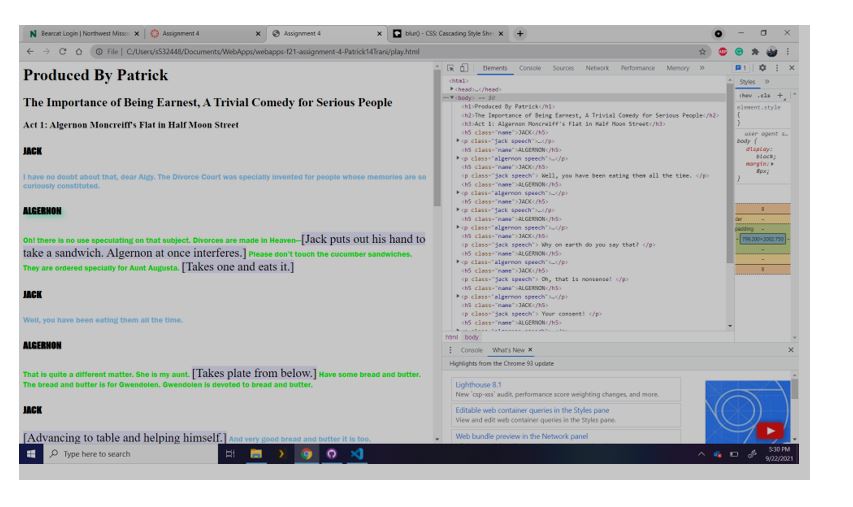 Bearcat Login | Northwest Misso
Assignment 4
Assignment 4
blur() - CSS: Cascading Style She
File | C:/Users/s532448/Documents/WebApps/webapps-f21-assignment-4-Patrick14Trani/play.html
Produced By Patrick
The Importance of Being Earnest, A Trivial Comedy for Serious People
Act 1: Algernon Moncreiff's Flat in Half Moon Street
JACK
I have no doubt about that, dear Algy. The Divorce Court was specially invented for people whose memories are so
curiously constituted.
ALGERNON
Oh! there is no use speculating on that subject. Divorces are made in Heaven—[Jack puts out his hand to
take a sandwich. Algernon at once interferes.] Please don't touch the cucumber sandwiches.
They are ordered specially for Aunt Augusta. [Takes one and eats it.]
JACK
Well, you have been eating them all the time.
ALGERNON
That is quite a different matter. She is my aunt. [Takes plate from below.] Have some bread and butter.
The bread and butter is for Gwendolen. Gwendolen is devoted to bread and butter.
JACK
[Advancing to table and helping himself.] And very good bread and butter it is too.
Elements Console Sources Network Performance Memory »
1
<html>
<head>…</head>
<body> == $0
<h1>Produced By Patrick</h1>
<h2>The Importance of Being Earnest, A Trivial Comedy for Serious People</h2>
<h3>Act 1: Algernon Moncreiff's Flat in Half Moon Street</h3>
<h5 class="name">JACK</h5>
<p class="jack speech">…</p>
<h5 class="name">ALGERNON</h5>
<p class="algernon speech">…</p>
<h5 class="name">JACK</h5>
<p class="jack speech"> Well, you have been eating them all the time. </p>
<h5 class="name">ALGERNON</h5>
<p class="algernon speech">…</p>
<h5 class="name">JACK</h5>
<p class="jack speech">…</p>
<h5 class="name">ALGERNON</h5>
<p class="algernon speech">…</p>
<h5 class="name">JACK</h5>
<p class="jack speech"> Why on earth do you say that? </p>
<h5 class="name">ALGERNON</h5>
<p class="algernon speech">…</p>
<h5 class="name">JACK</h5>
<p class="jack speech"> Oh, that is nonsense! </p>
<h5 class="name">ALGERNON</h5>
<p class="algernon speech">…</p>
<h5 class="name">JACK</h5>
<p class="jack speech"> Your consent! </p>
<h5 class="name">ALGERNON</h5>
html body
Styles »
:hov .cls +
element.style
{
}
user agent s…
body {
display:
block;
margin:
8px;
}
8
der -
padding -
- 794.200×2002.750 -
-
-
8
Console What's New
Highlights from the Chrome 93 update
Lighthouse 8.1
New 'csp-xss' audit, performance score weighting changes, and more.
Editable web container queries in the Styles pane
View and edit web container queries in the Styles pane.
Web bundle preview in the Network panel
Type here to search
5:30 PM
9/22/2021